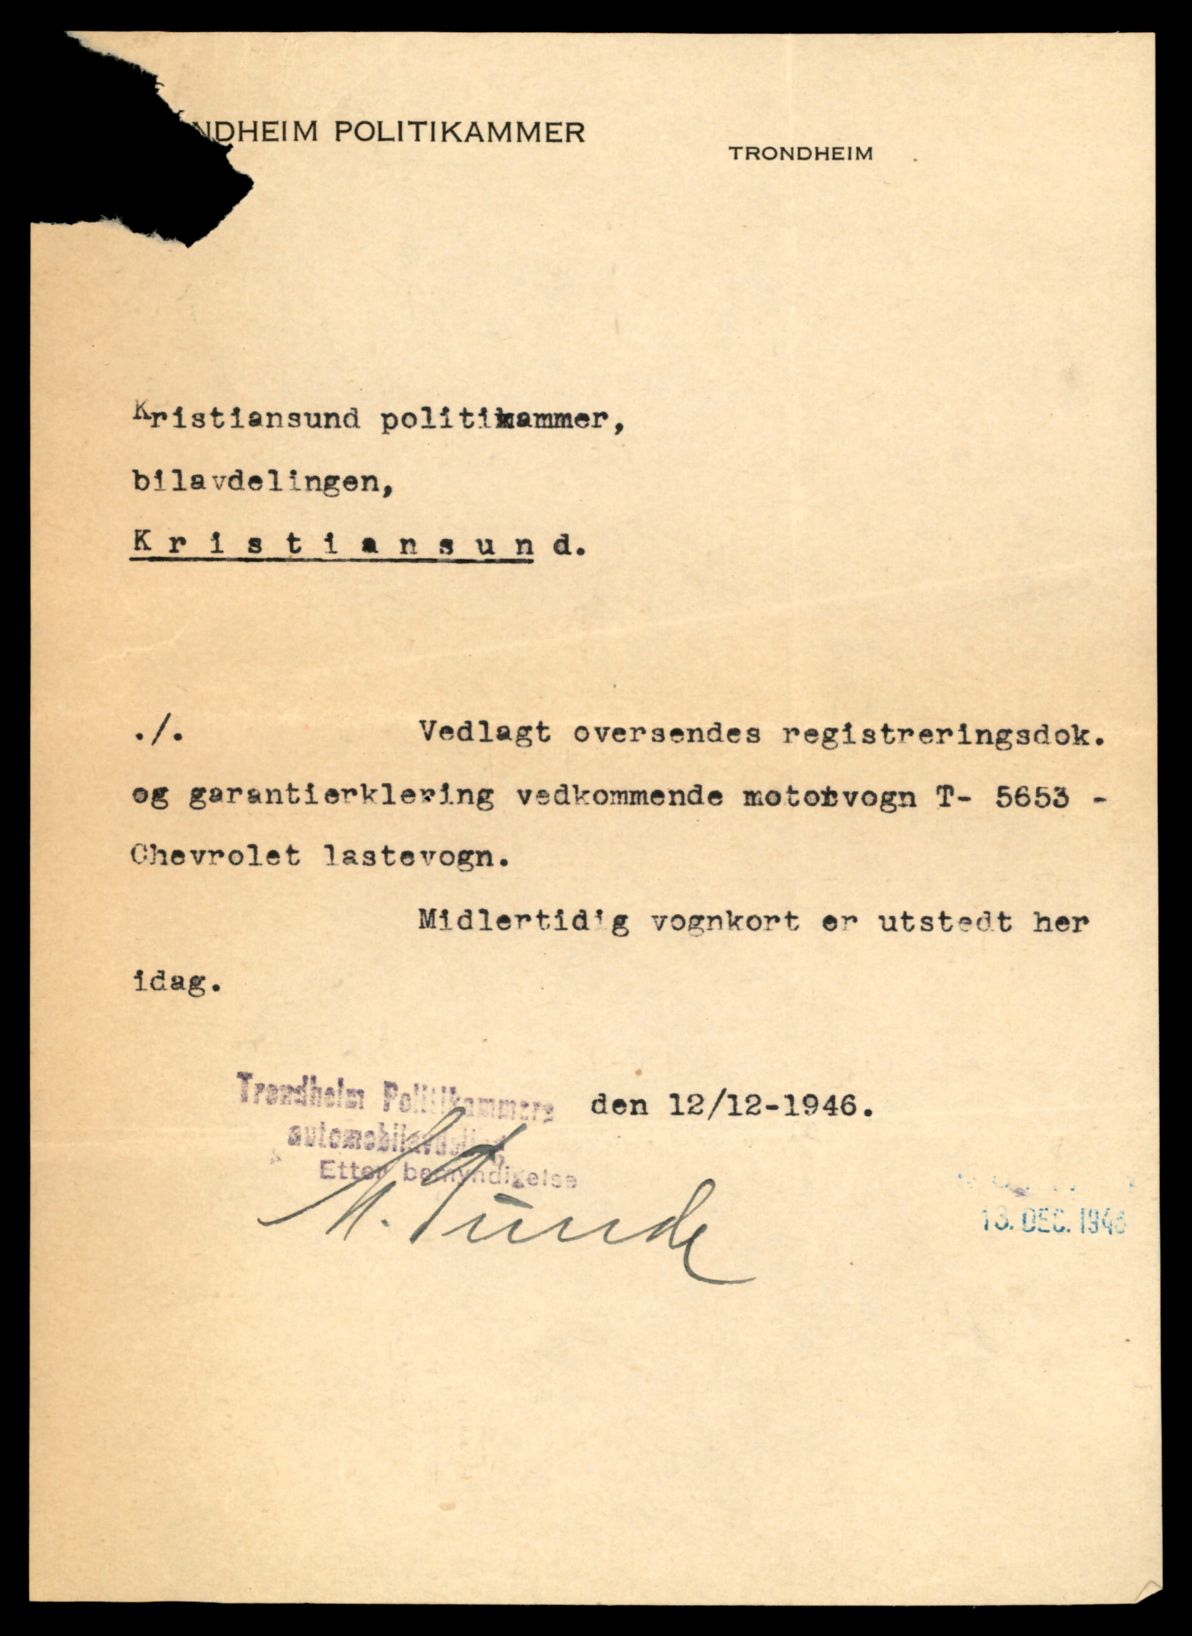 NDHEIM POLITIKAMMER
TRONDHEIM
Kristiansund politikammer,
bilavdelingen,
Kristiansund.
./. Vedlagt oversendes registreringsdok.
og garantierklering vedkommende motorvogn T- 5653 -
Chevrolet lastevogn.
Midlertidig vognkort er utstedt her
idag.
Trondheim Politikammers
den 12/12-1946.
automobilavdeling
Etter bemyndigelse
13. DEC. 1946